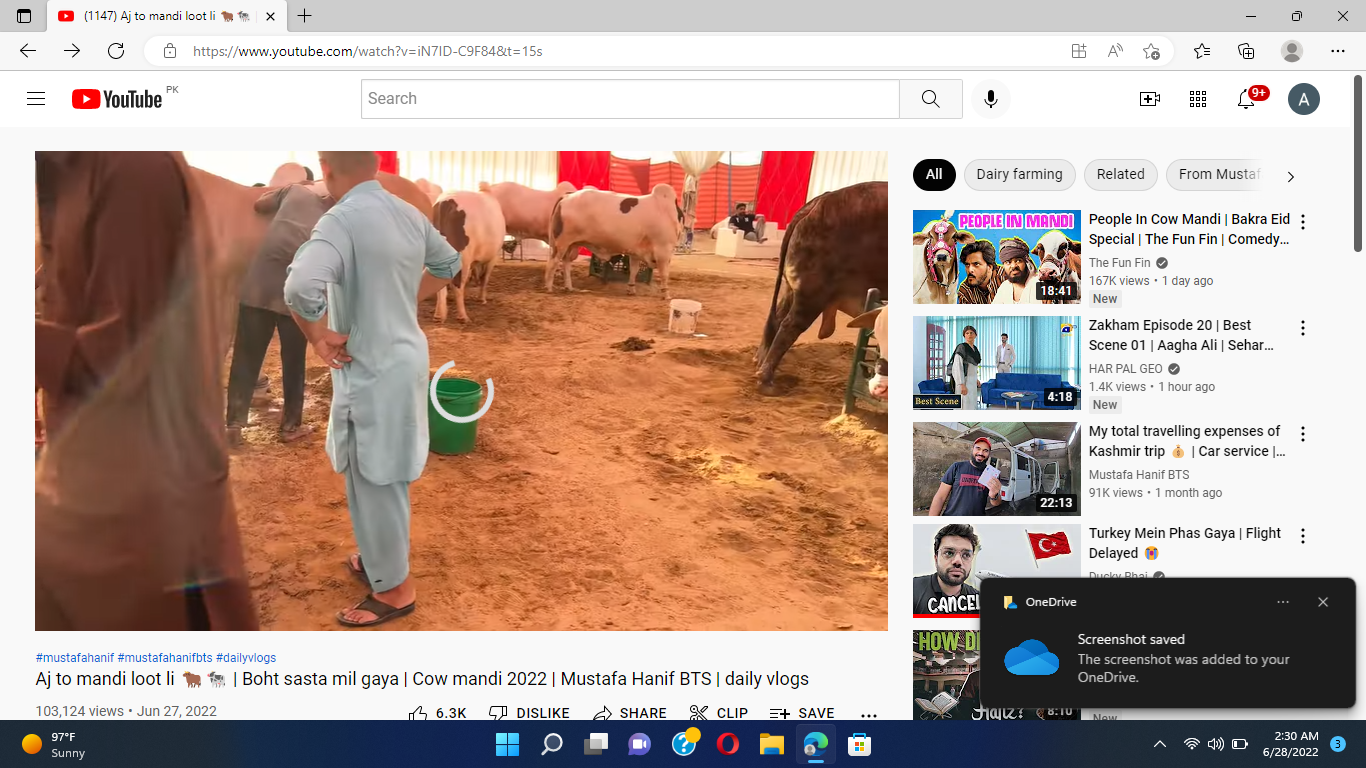 (1147) Aj to mandi loot li 🐂🐄
https://www.youtube.com/watch?v=iN7ID-C9F84&t=15s
YouTube PK
Search
9+
A
All
Dairy farming
Related
From Mustaf
PEOPLE IN MANDI
18:41
People In Cow Mandi | Bakra Eid
Special | The Fun Fin | Comedy...
The Fun Fin
167K views • 1 day ago
New
Best Scene
4:18
Zakham Episode 20 | Best
Scene 01 | Aagha Ali | Sehar...
HAR PAL GEO
1.4K views • 1 hour ago
New
22:13
My total travelling expenses of
Kashmir trip 💰 | Car service |...
Mustafa Hanif BTS
91K views • 1 month ago
CANCEL
Turkey Mein Phas Gaya | Flight
Delayed 😭
Ducky Bhai
HOW DI
8:10
New
OneDrive
Screenshot saved
The screenshot was added to your
OneDrive.
#mustafahanif #mustafahanifbts #dailyvlogs
Aj to mandi loot li 🐂🐄 | Boht sasta mil gaya | Cow mandi 2022 | Mustafa Hanif BTS | daily vlogs
103,124 views • Jun 27, 2022
6.3K
DISLIKE
SHARE
CLIP
SAVE
97°F
Sunny
2:30 AM
6/28/2022
3